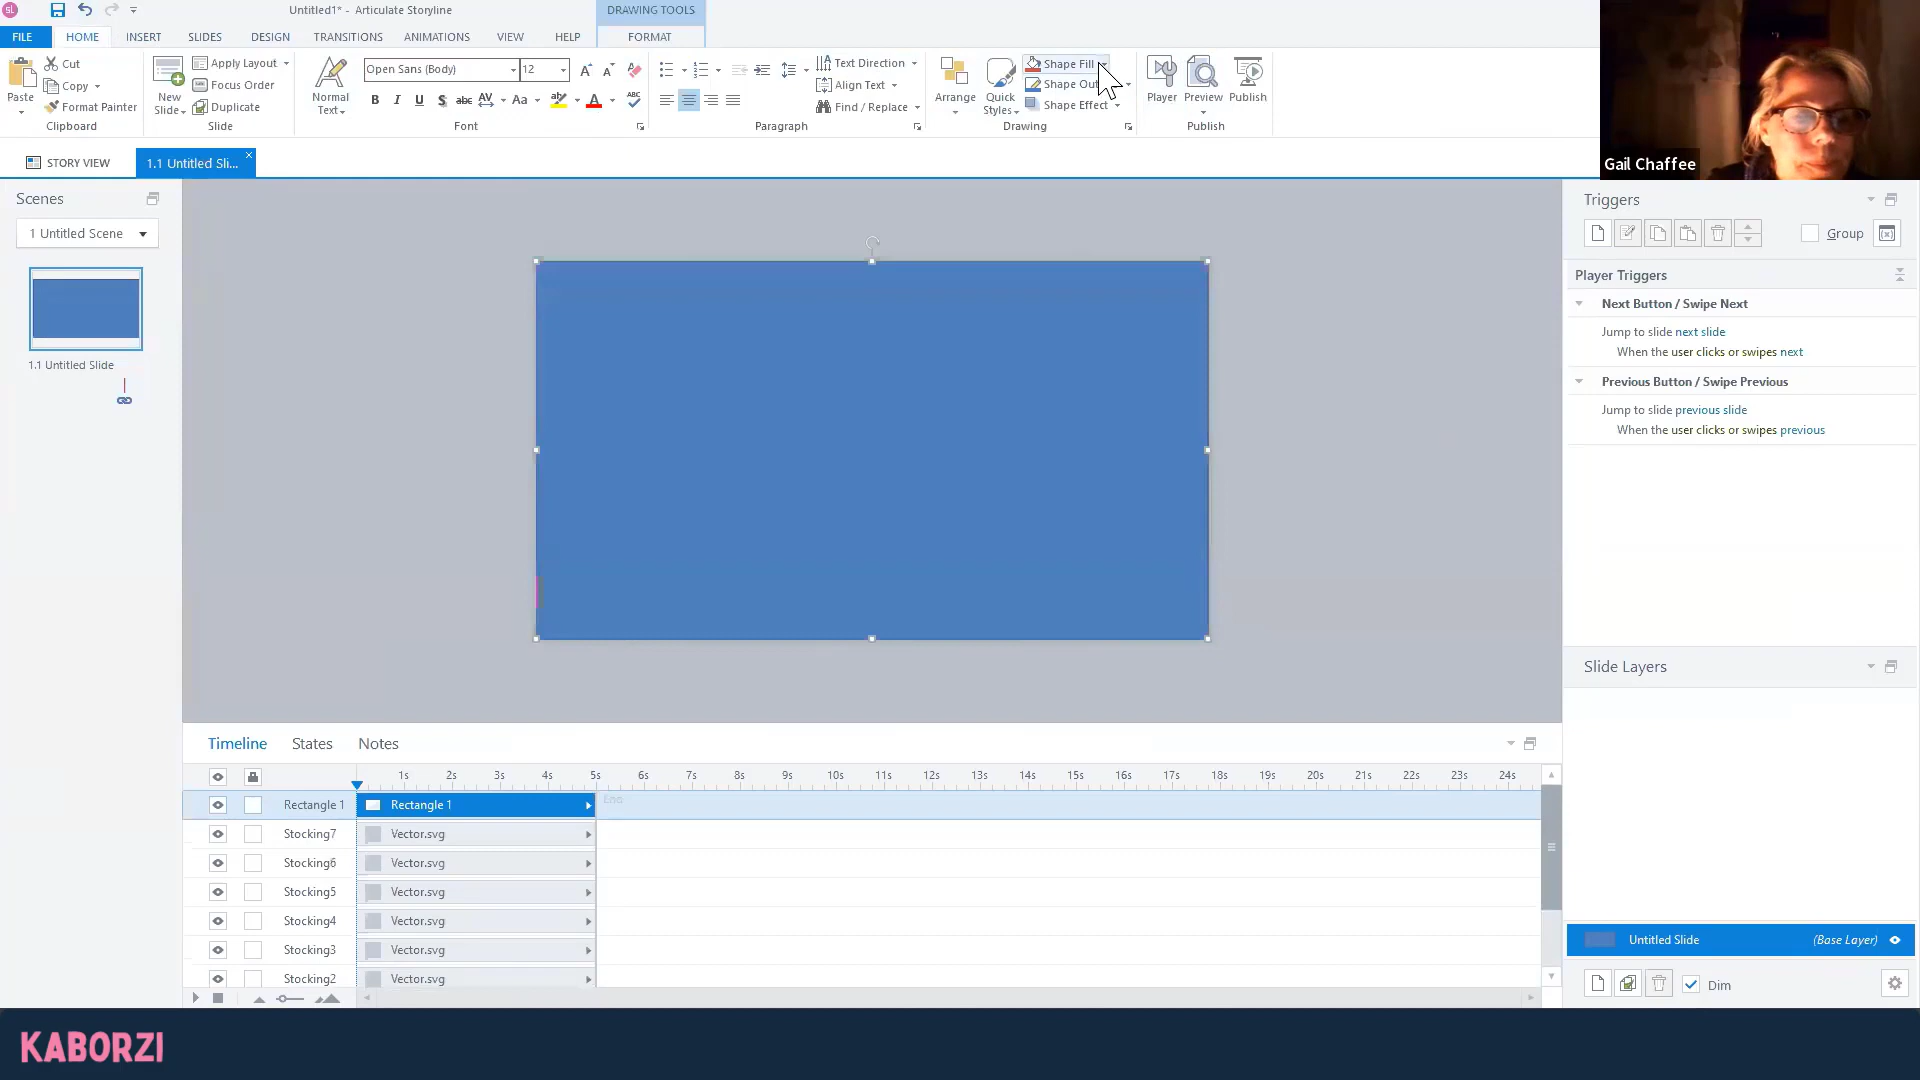 Untitled1* - Articulate Storyline
DRAWING TOOLS
FILE HOME INSERT SLIDES DESIGN TRANSITIONS ANIMATIONS VIEW HELP FORMAT
Paste
Cut
Copy
Format Painter
Clipboard
New Slide
Apply Layout
Focus Order
Duplicate
Slide
Normal Text
Open Sans (Body) 12
B I U S abc AV Aa A ABC
Font
Text Direction
Align Text
Find / Replace
Paragraph
Arrange
Quick Styles
Shape Fill
Shape
Shape Effect
Drawing
Player
Preview
Publish
Publish
Gail Chaffee
STORY VIEW
1.1 Untitled Sli...
Scenes
1 Untitled Scene
1.1 Untitled Slide
Triggers
Group
Player Triggers
Next Button / Swipe Next
Jump to slide next slide
When the user clicks or swipes next
Previous Button / Swipe Previous
Jump to slide previous slide
When the user clicks or swipes previous
Slide Layers
Untitled Slide (Base Layer)
Dim
Timeline States Notes
1s 2s 3s 4s 5s 6s 7s 8s 9s 10s 11s 12s 13s 14s 15s 16s 17s 18s 19s 20s 21s 22s 23s 24s
Rectangle 1 Rectangle 1 End
Stocking7 Vector.svg
Stocking6 Vector.svg
Stocking5 Vector.svg
Stocking4 Vector.svg
Stocking3 Vector.svg
Stocking2 Vector.svg
KABORZI